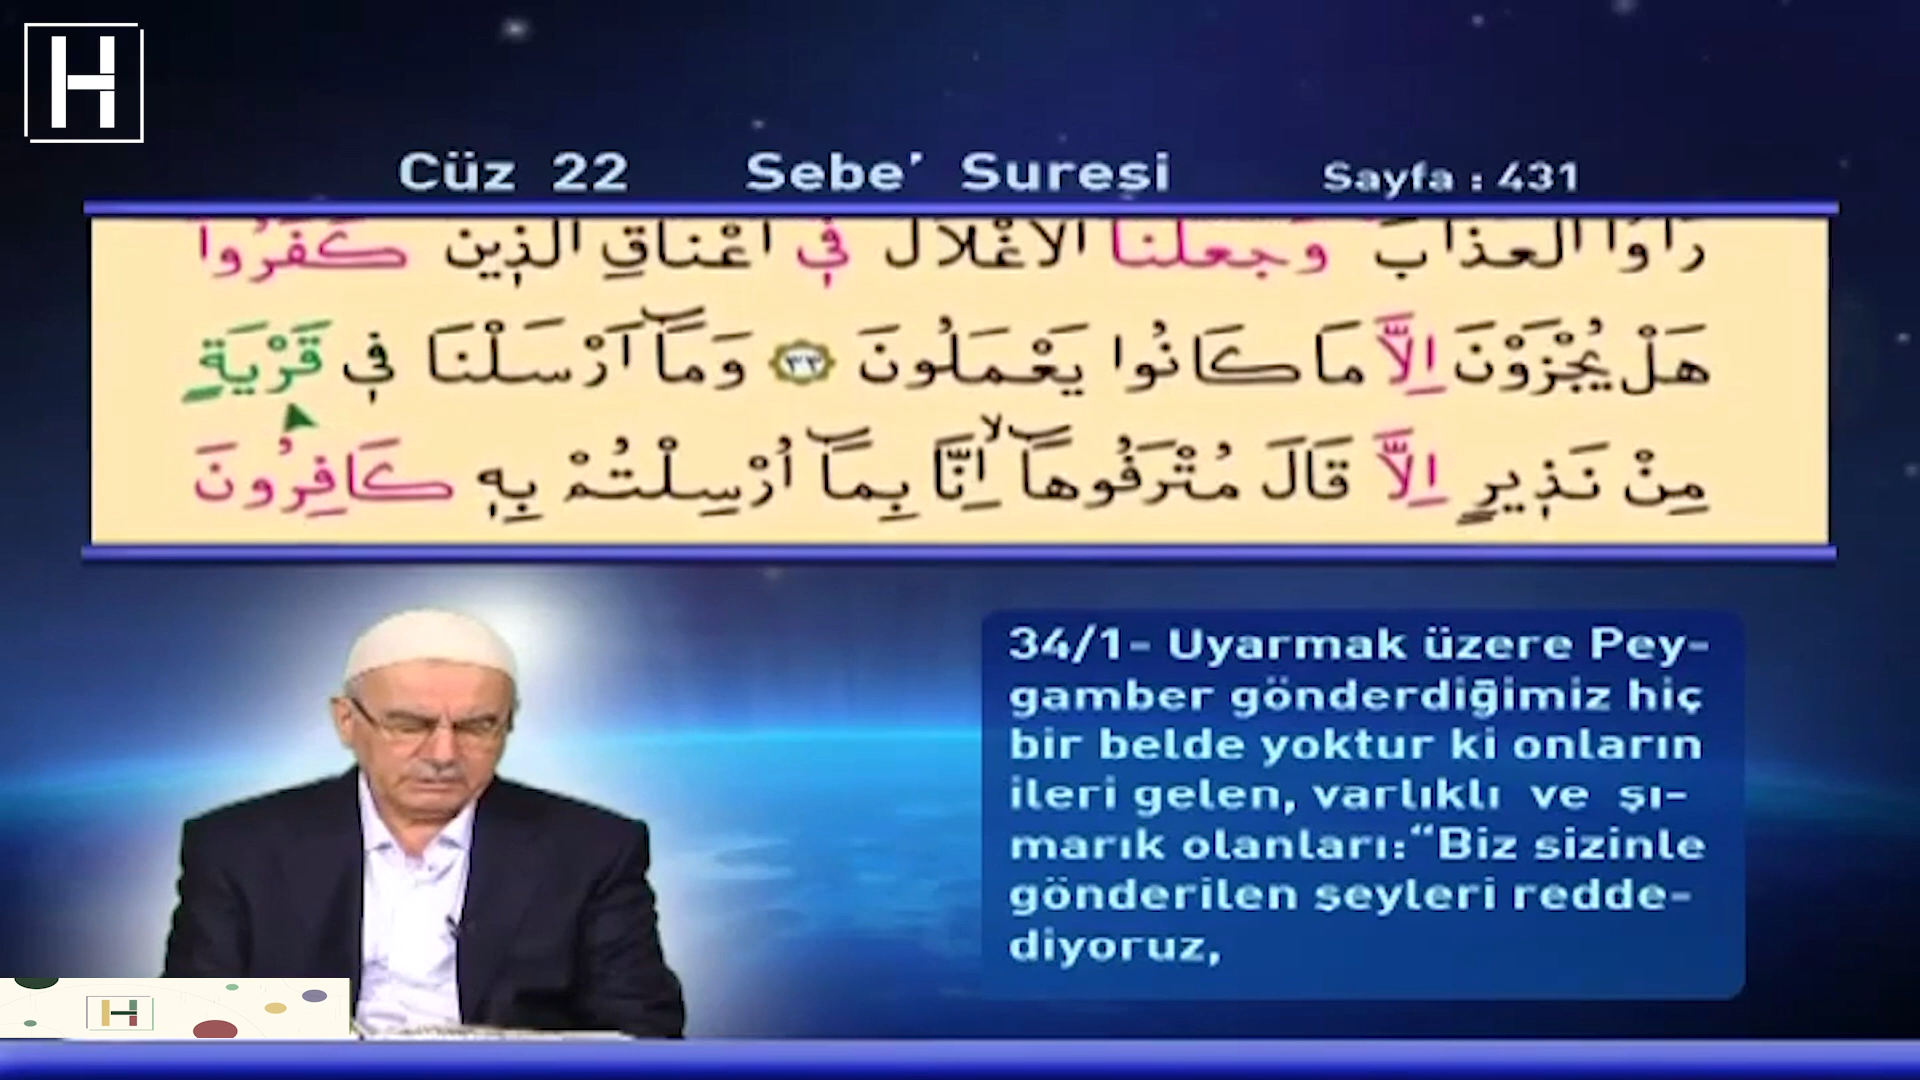 H
Cüz 22 Sebe’ Suresi Sayfa : 431
رَاَوُا الْعَذَابَ وَجَعَلْنَا الْاَغْلَالَ فٖٓي اَعْنَاقِ الَّذٖينَ كَفَرُوا
هَلْ يُجْزَوْنَ اِلَّا مَا كَانُوا يَعْمَلُونَ ٣٣ وَمَٓا اَرْسَلْنَا فٖي قَرْيَةٍ
مِنْ نَذٖيرٍ اِلَّا قَالَ مُتْرَفُوهَٓاۙ اِنَّا بِمَٓا اُرْسِلْتُمْ بِهٖ كَافِرُونَ
34/1- Uyarmak üzere Pey-
gamber gönderdiğimiz hiç
bir belde yoktur ki onların
ileri gelen, varlıklı ve şı-
marık olanları:“Biz sizinle
gönderilen şeyleri redde-
diyoruz,
H